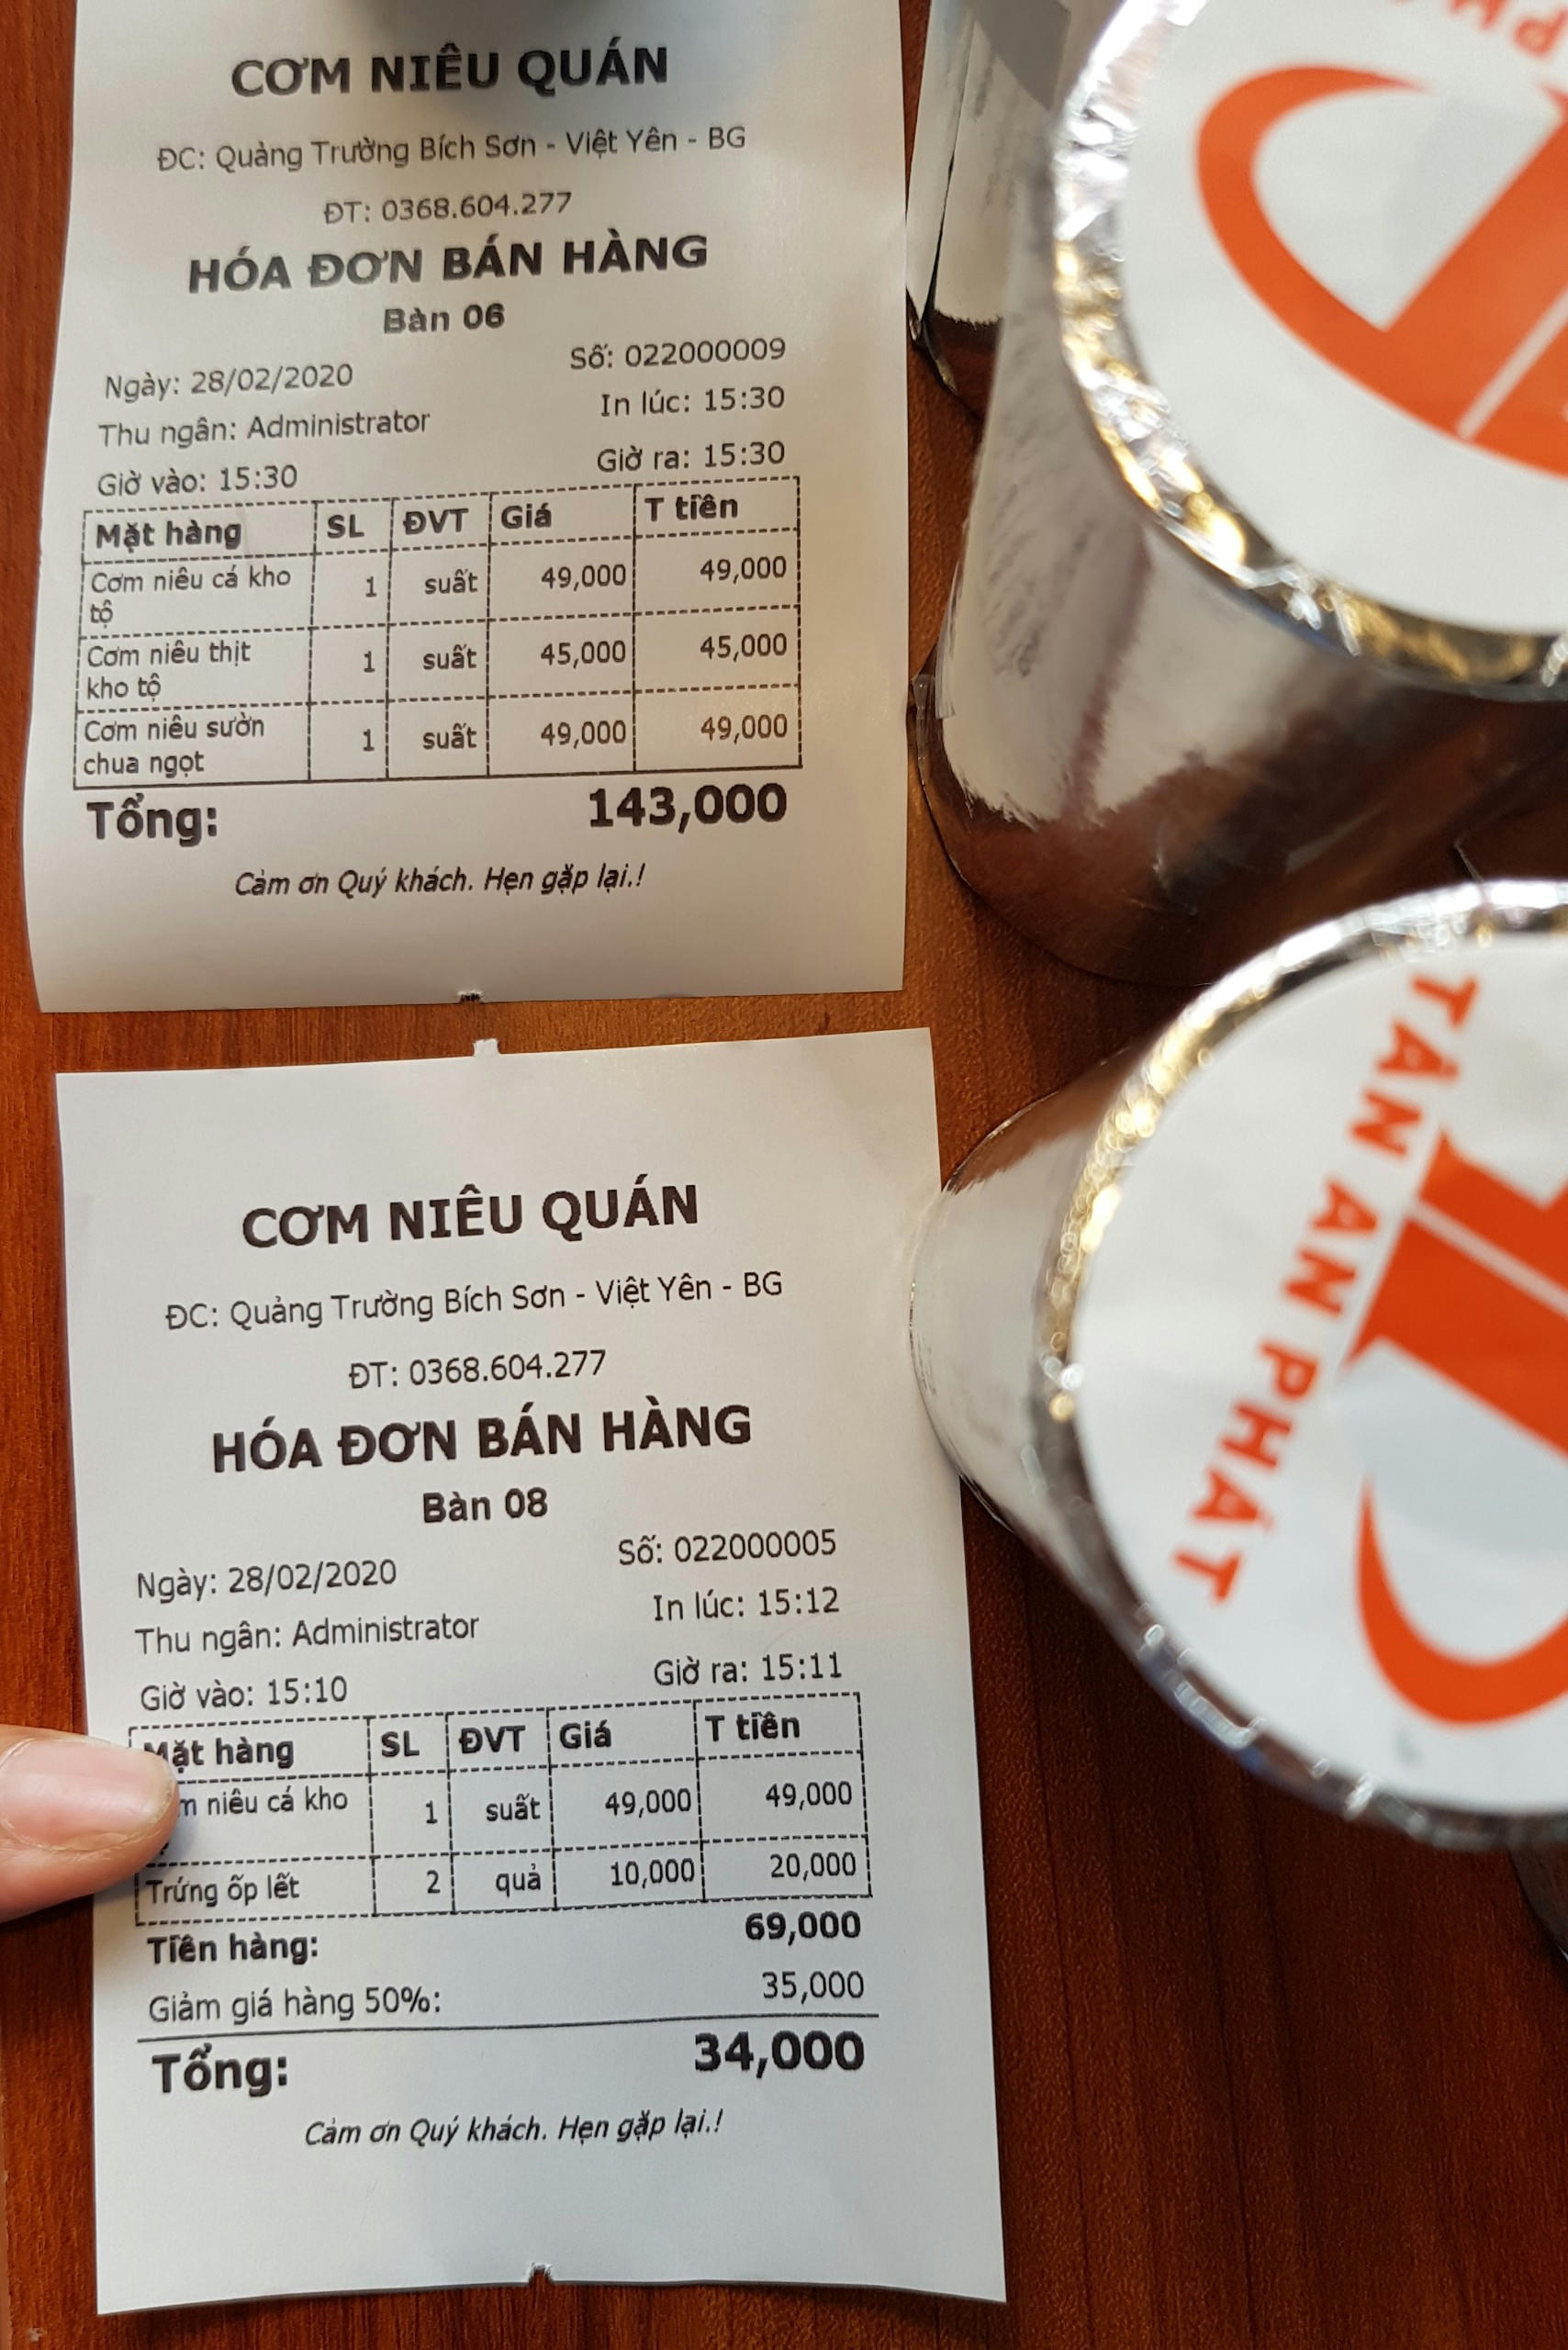 CƠM NIÊU QUÁN
ĐC: Quảng Trường Bích Sơn - Việt Yên - BG
ĐT: 0368.604.277
HÓA ĐƠN BÁN HÀNG
Bàn 06
Số: 022000009
Ngày: 28/02/2020
In lúc: 15:30
Thu ngân: Administrator
Giờ ra: 15:30
Giờ vào: 15:30
Mặt hàng SL ĐVT Giá T tiền
Cơm niêu cá kho 1 suất 49,000 49,000
tộ
Cơm niêu thịt 1 suất 45,000 45,000
kho tộ
Cơm niêu sườn 1 suất 49,000 49,000
chua ngọt
Tổng: 143,000
Cảm ơn Quý khách. Hẹn gặp lại.!
CƠM NIÊU QUÁN
ĐC: Quảng Trường Bích Sơn - Việt Yên - BG
ĐT: 0368.604.277
HÓA ĐƠN BÁN HÀNG
Bàn 08
Số: 022000005
Ngày: 28/02/2020
In lúc: 15:12
Thu ngân: Administrator
Giờ ra: 15:11
Giờ vào: 15:10
Mặt hàng SL ĐVT Giá T tiền
niêu cá kho 1 suất 49,000 49,000
Trứng ốp lết 2 quả 10,000 20,000
Tiền hàng: 69,000
Giảm giá hàng 50%: 35,000
Tổng: 34,000
Cảm ơn Quý khách. Hẹn gặp lại.!
TÂN AN PHÁT